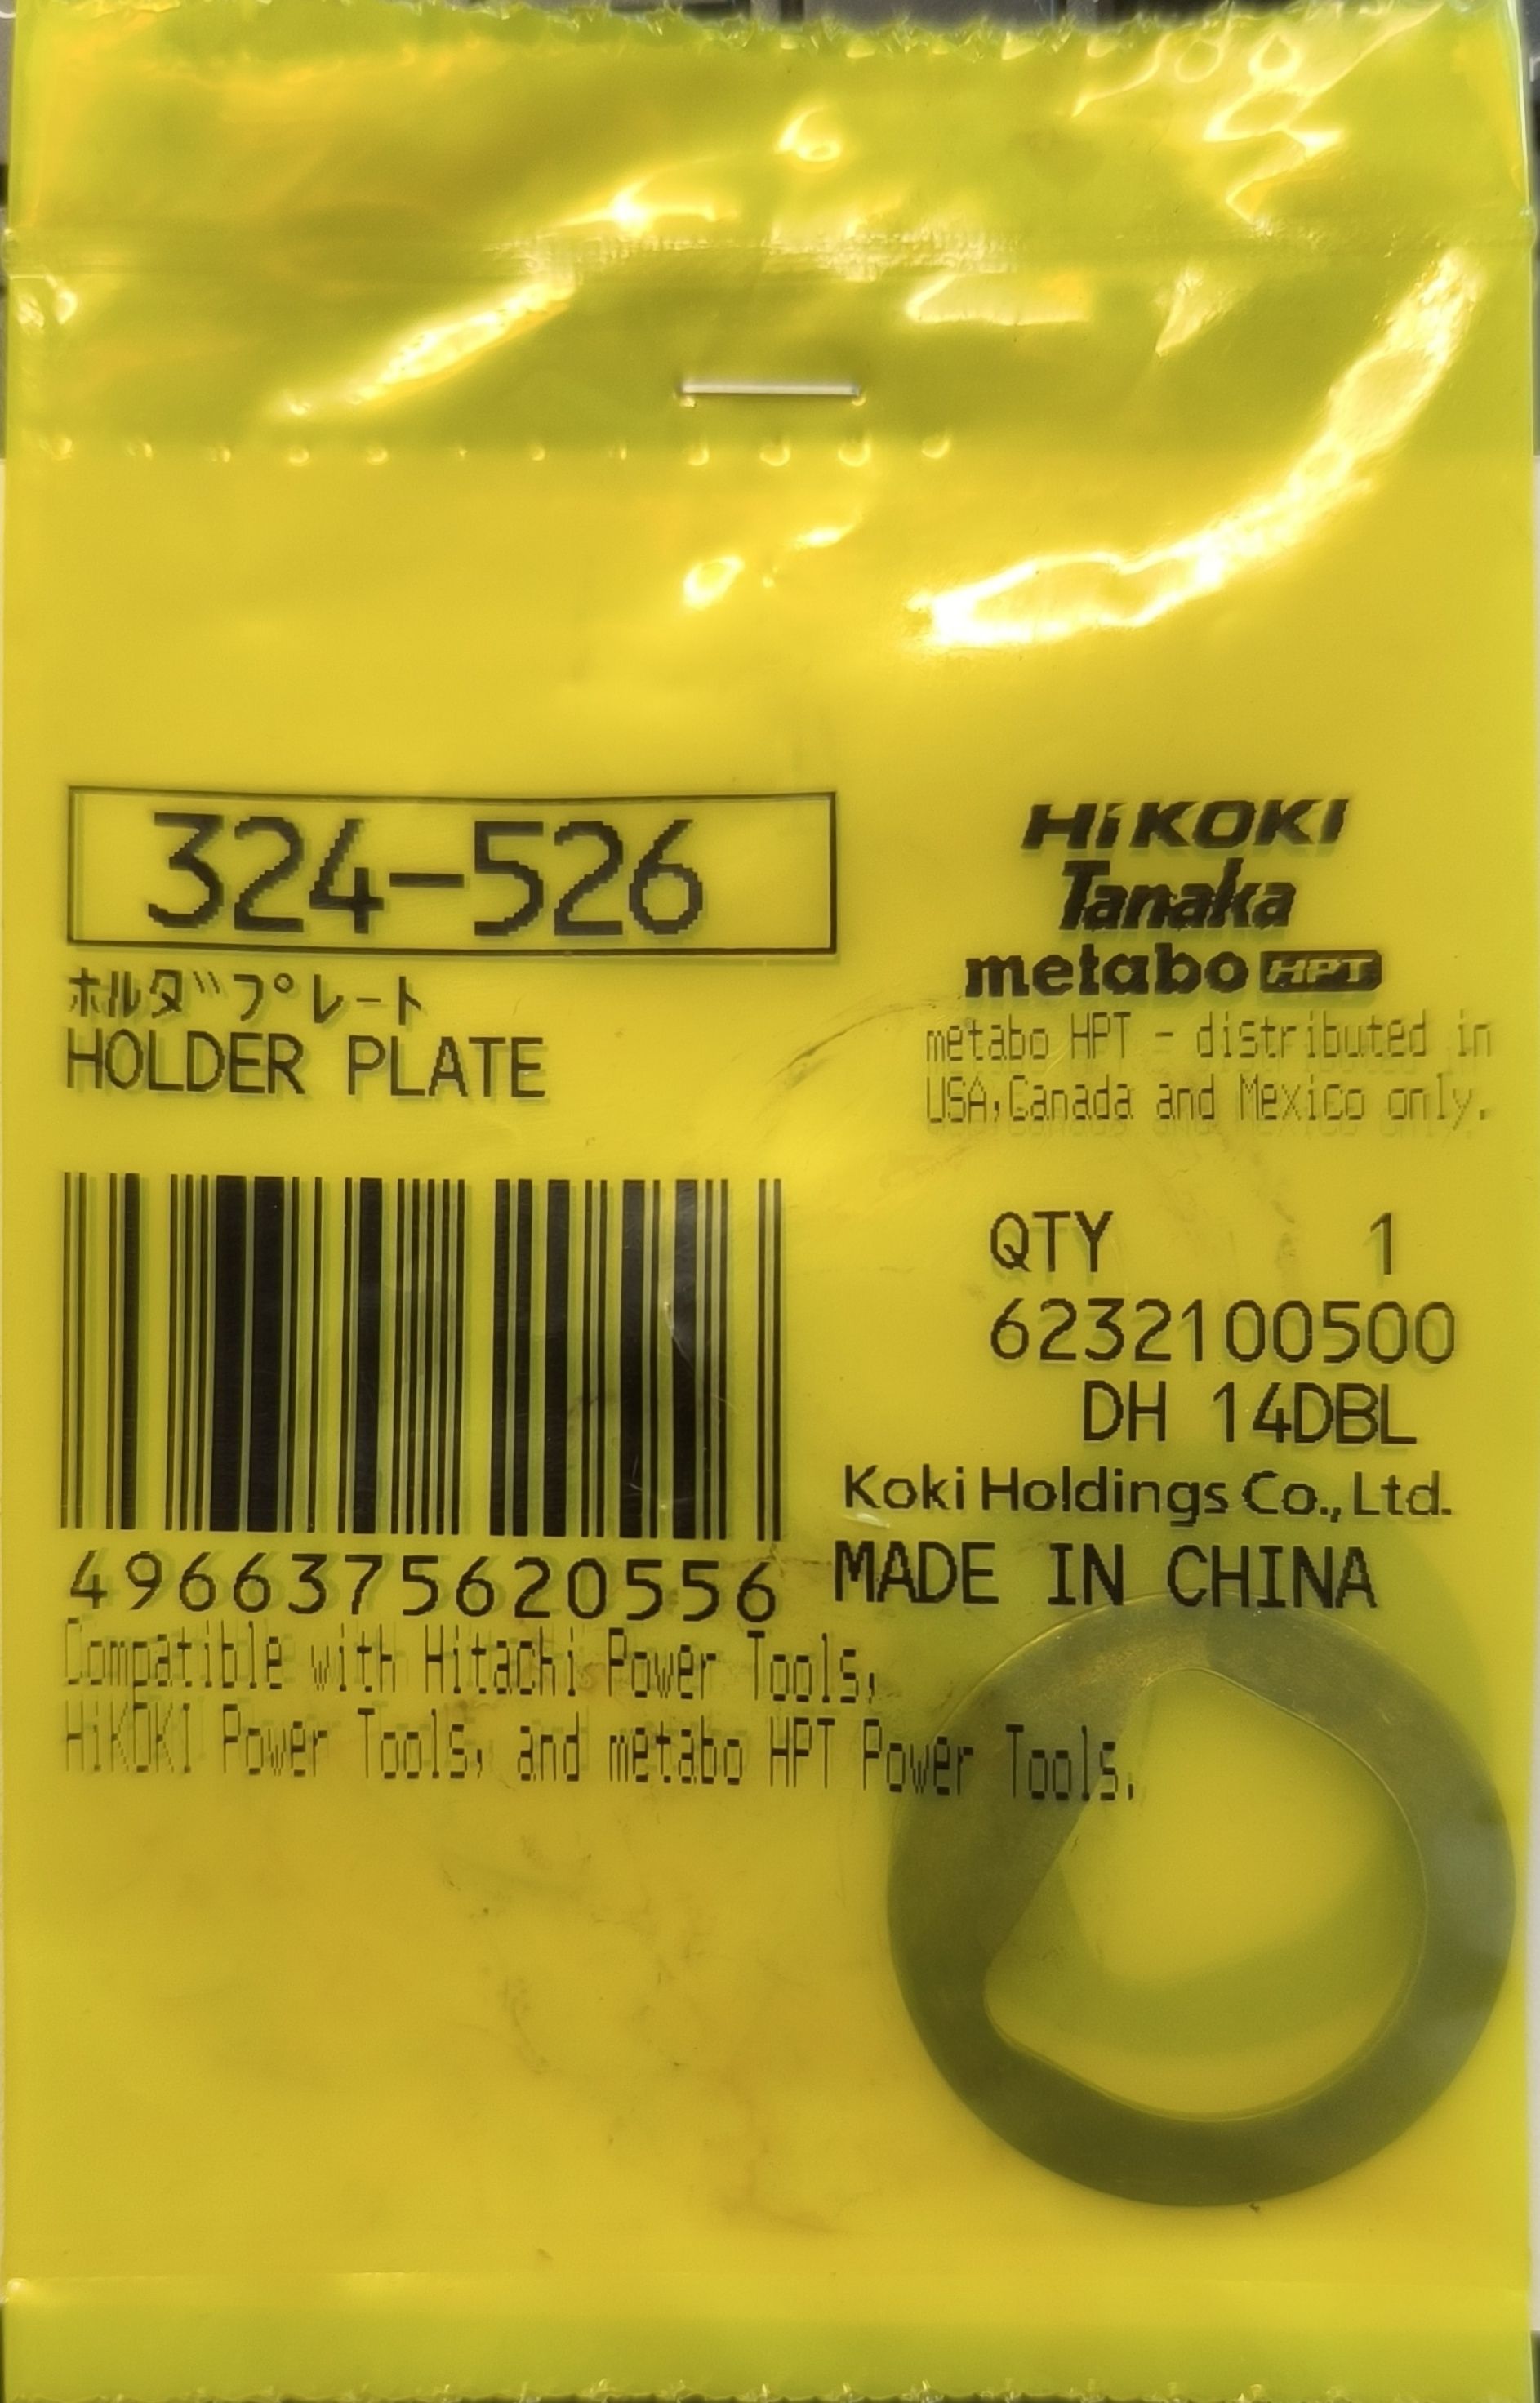 324-526
ホルダプレート
HOLDER PLATE
HiKOKI
Tanaka
metabo HPT
metabo HPT - distributed in
USA,Canada and Mexico only.
QTY 1
6232100500
DH 14DBL
Koki Holdings Co., Ltd.
MADE IN CHINA
4966375620556
Compatible with Hitachi Power Tools,
HiKOKI Power Tools, and metabo HPT Power Tools.